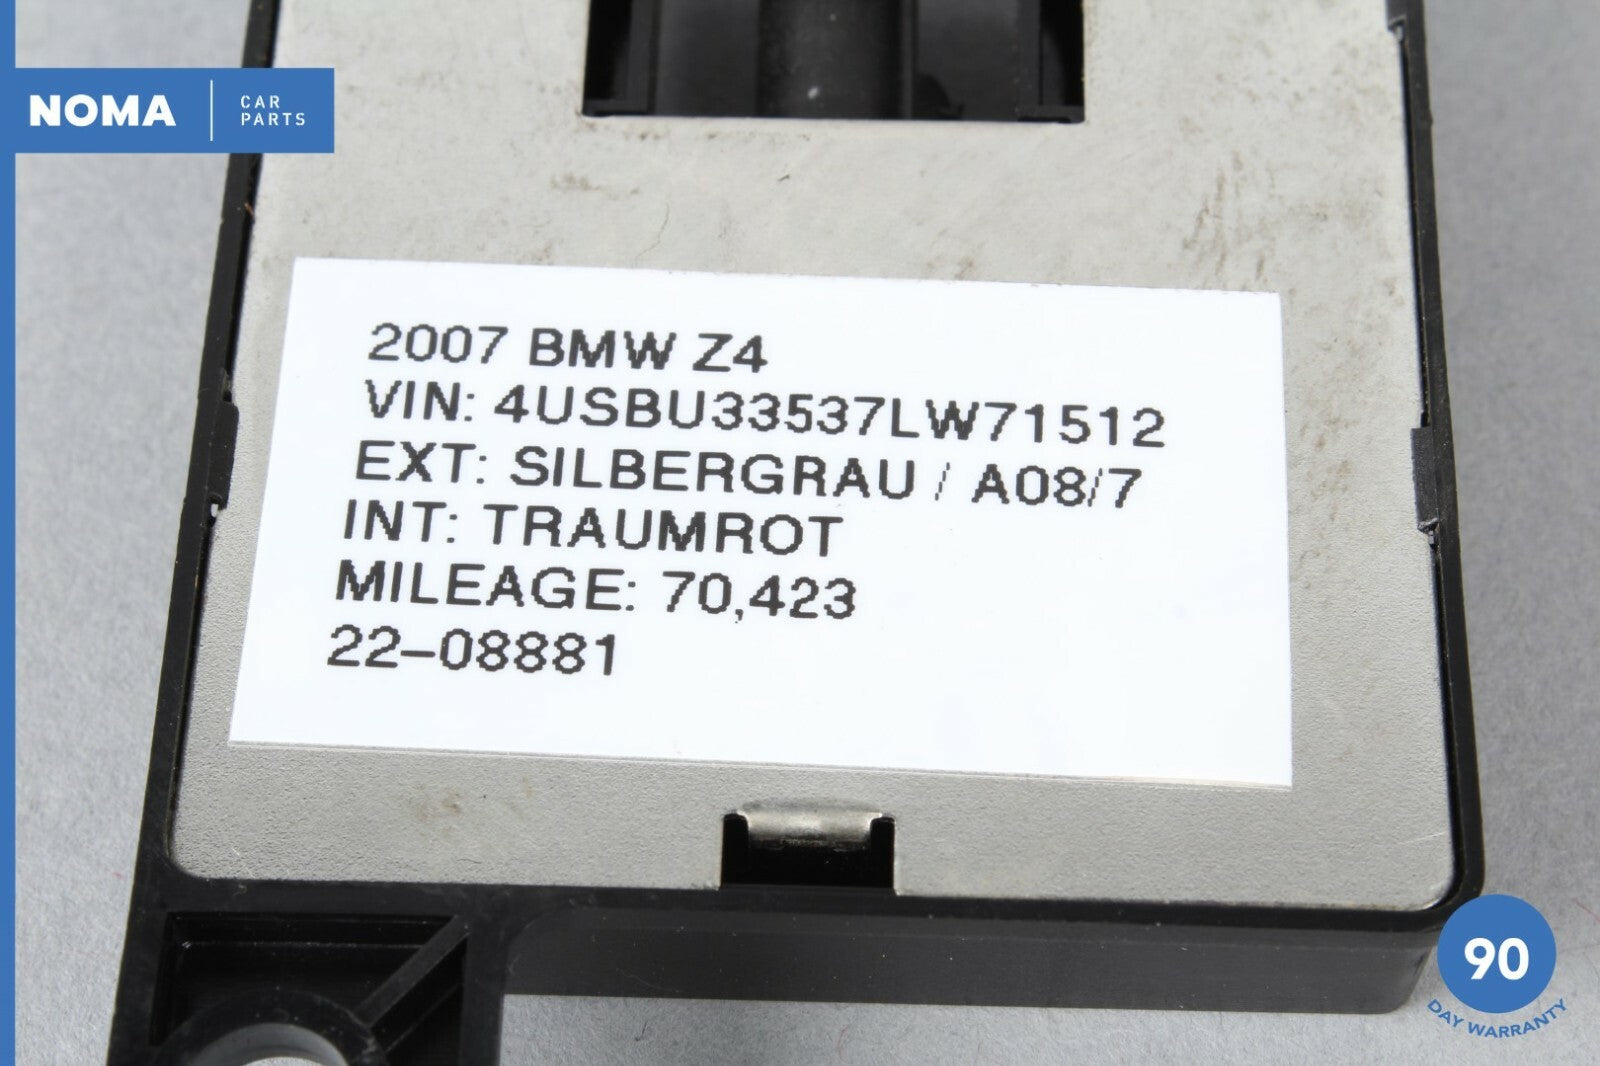 NOMA
CAR
PARTS
2007 BMW Z4
VIN: 4USBU33537LW71512
EXT: SILBERGRAU / A08/7
INT: TRAUMROT
MILEAGE: 70,423
22-08881
90
DAY WARRANTY